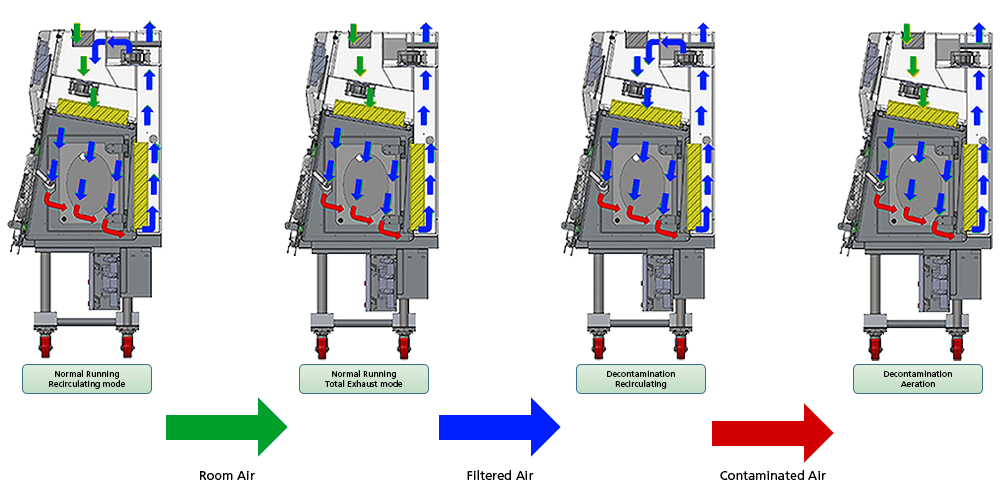 Normal Running
Recirculating mode
Normal Running
Total Exhaust mode
Decontamination
Recirculating
Decontamination
Aeration
Room Air
Filtered Air
Contaminated Air